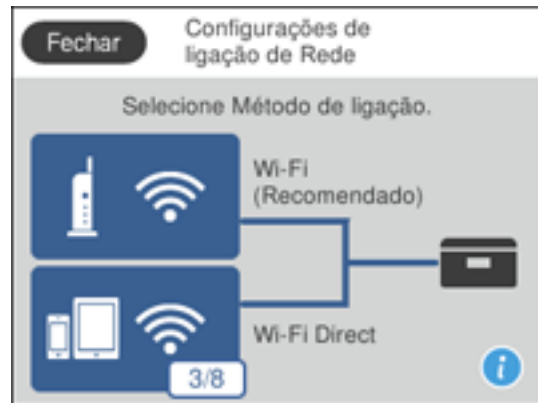 Fechar
Configurações de
ligação de Rede
Selecione Método de ligação.
Wi-Fi
(Recomendado)
Wi-Fi Direct
3/8
i